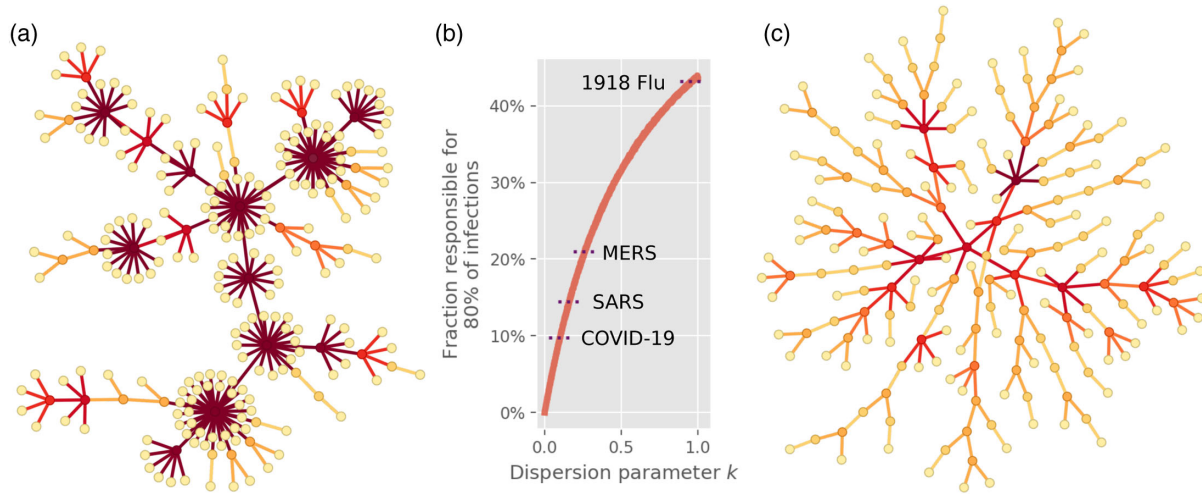 (a)
(b)
(c)
Fraction responsible for
80% of infections
40%
30%
20%
10%
0%
1918 Flu
MERS
SARS
COVID-19
0.0
0.5
1.0
Dispersion parameter k